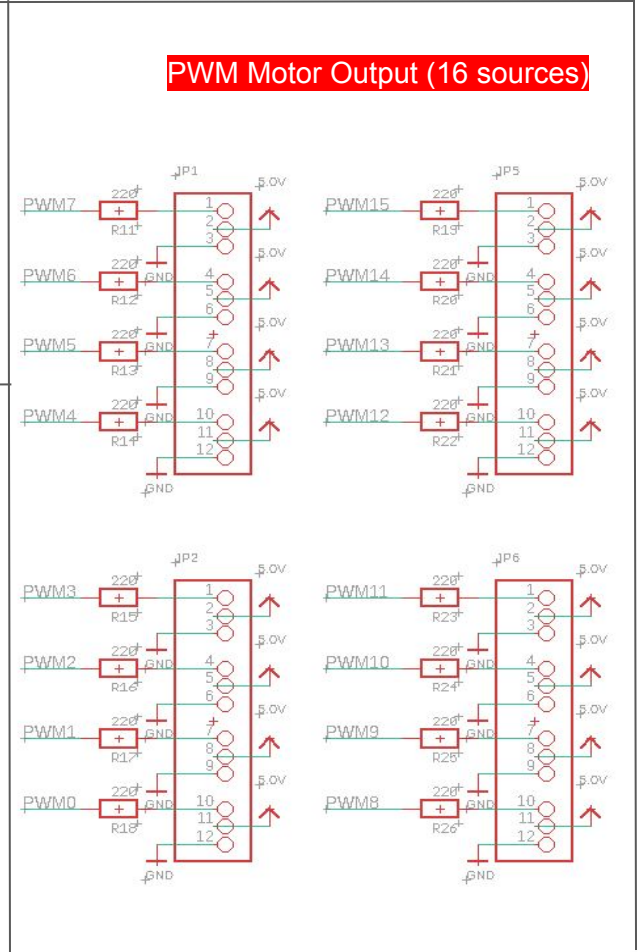 PWM Motor Output (16 sources)
JP1 5.0V
PWM7 220 R11 1 2 3 GND 5.0V
PWM6 220 R12 4 5 6 GND 5.0V
PWM5 220 R13 7 8 9 GND 5.0V
PWM4 220 R14 10 11 12 GND
GND
JP5 5.0V
PWM15 220 R19 1 2 3 GND 5.0V
PWM14 220 R20 4 5 6 GND 5.0V
PWM13 220 R21 7 8 9 GND 5.0V
PWM12 220 R22 10 11 12
GND
JP2 5.0V
PWM3 220 R15 1 2 3 GND 5.0V
PWM2 220 R16 4 5 6 GND 5.0V
PWM1 220 R17 7 8 9 GND 5.0V
PWM0 220 R18 10 11 12
GND
JP6 5.0V
PWM11 220 R23 1 2 3 GND 5.0V
PWM10 220 R24 4 5 6 GND 5.0V
PWM9 220 R25 7 8 9 GND 5.0V
PWM8 220 R26 10 11 12
GND